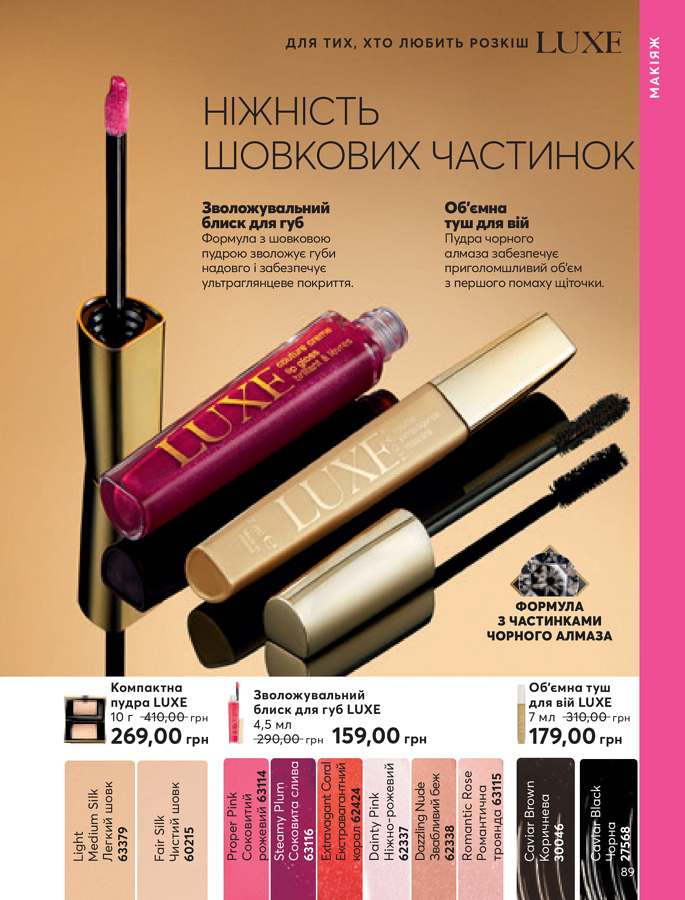 ДЛЯ ТИХ, ХТО ЛЮБИТЬ РОЗКІШ LUXE
МАКІЯЖ
НІЖНІСТЬ
ШОВКОВИХ ЧАСТИНОК
Зволожувальний
блиск для губ
Формула з шовковою
пудрою зволожує губи
надовго і забезпечує
ультраглянцеве покриття.
Об'ємна
туш для вій
Пудра чорного
алмаза забезпечує
приголомшливий об'єм
з першого помаху щіточки.
LUXE
couture creme
lip gloss
brillant à lèvres
LUXE
ФОРМУЛА
З ЧАСТИНКАМИ
ЧОРНОГО АЛМАЗА
Компактна
пудра LUXE
10 г 410,00 грн
269,00 грн
Зволожувальний
блиск для губ LUXE
4,5 мл
290,00 грн 159,00 грн
Об'ємна туш
для вій LUXE
7 мл 310,00 грн
179,00 грн
Light
Medium Silk
Легкий шовк
63379
Fair Silk
Чистий шовк
60215
Proper Pink
Соковитий
рожевий 63114
Steamy Plum
Соковита слива
63116
Extravagant Coral
Екстравагантний
корал 62424
Dainty Pink
Ніжно-рожевий
62337
Dazzling Nude
Звабливий беж
62338
Romantic Rose
Романтична
троянда 63115
Caviar Brown
Коричнева
30046
Caviar Black
Чорна
27568
89